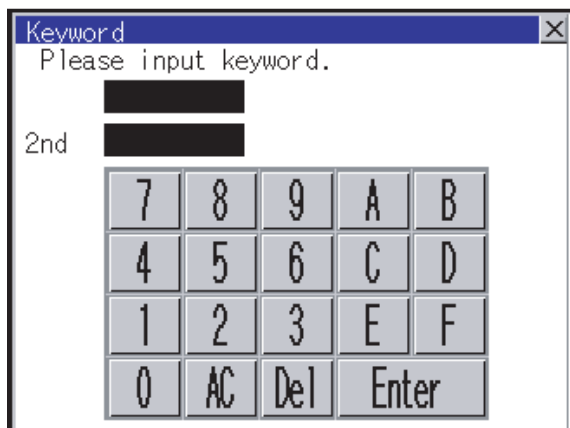 Keyword
Please input keyword.
2nd
7 8 9 A B
4 5 6 C D
1 2 3 E F
0 AC Del Enter